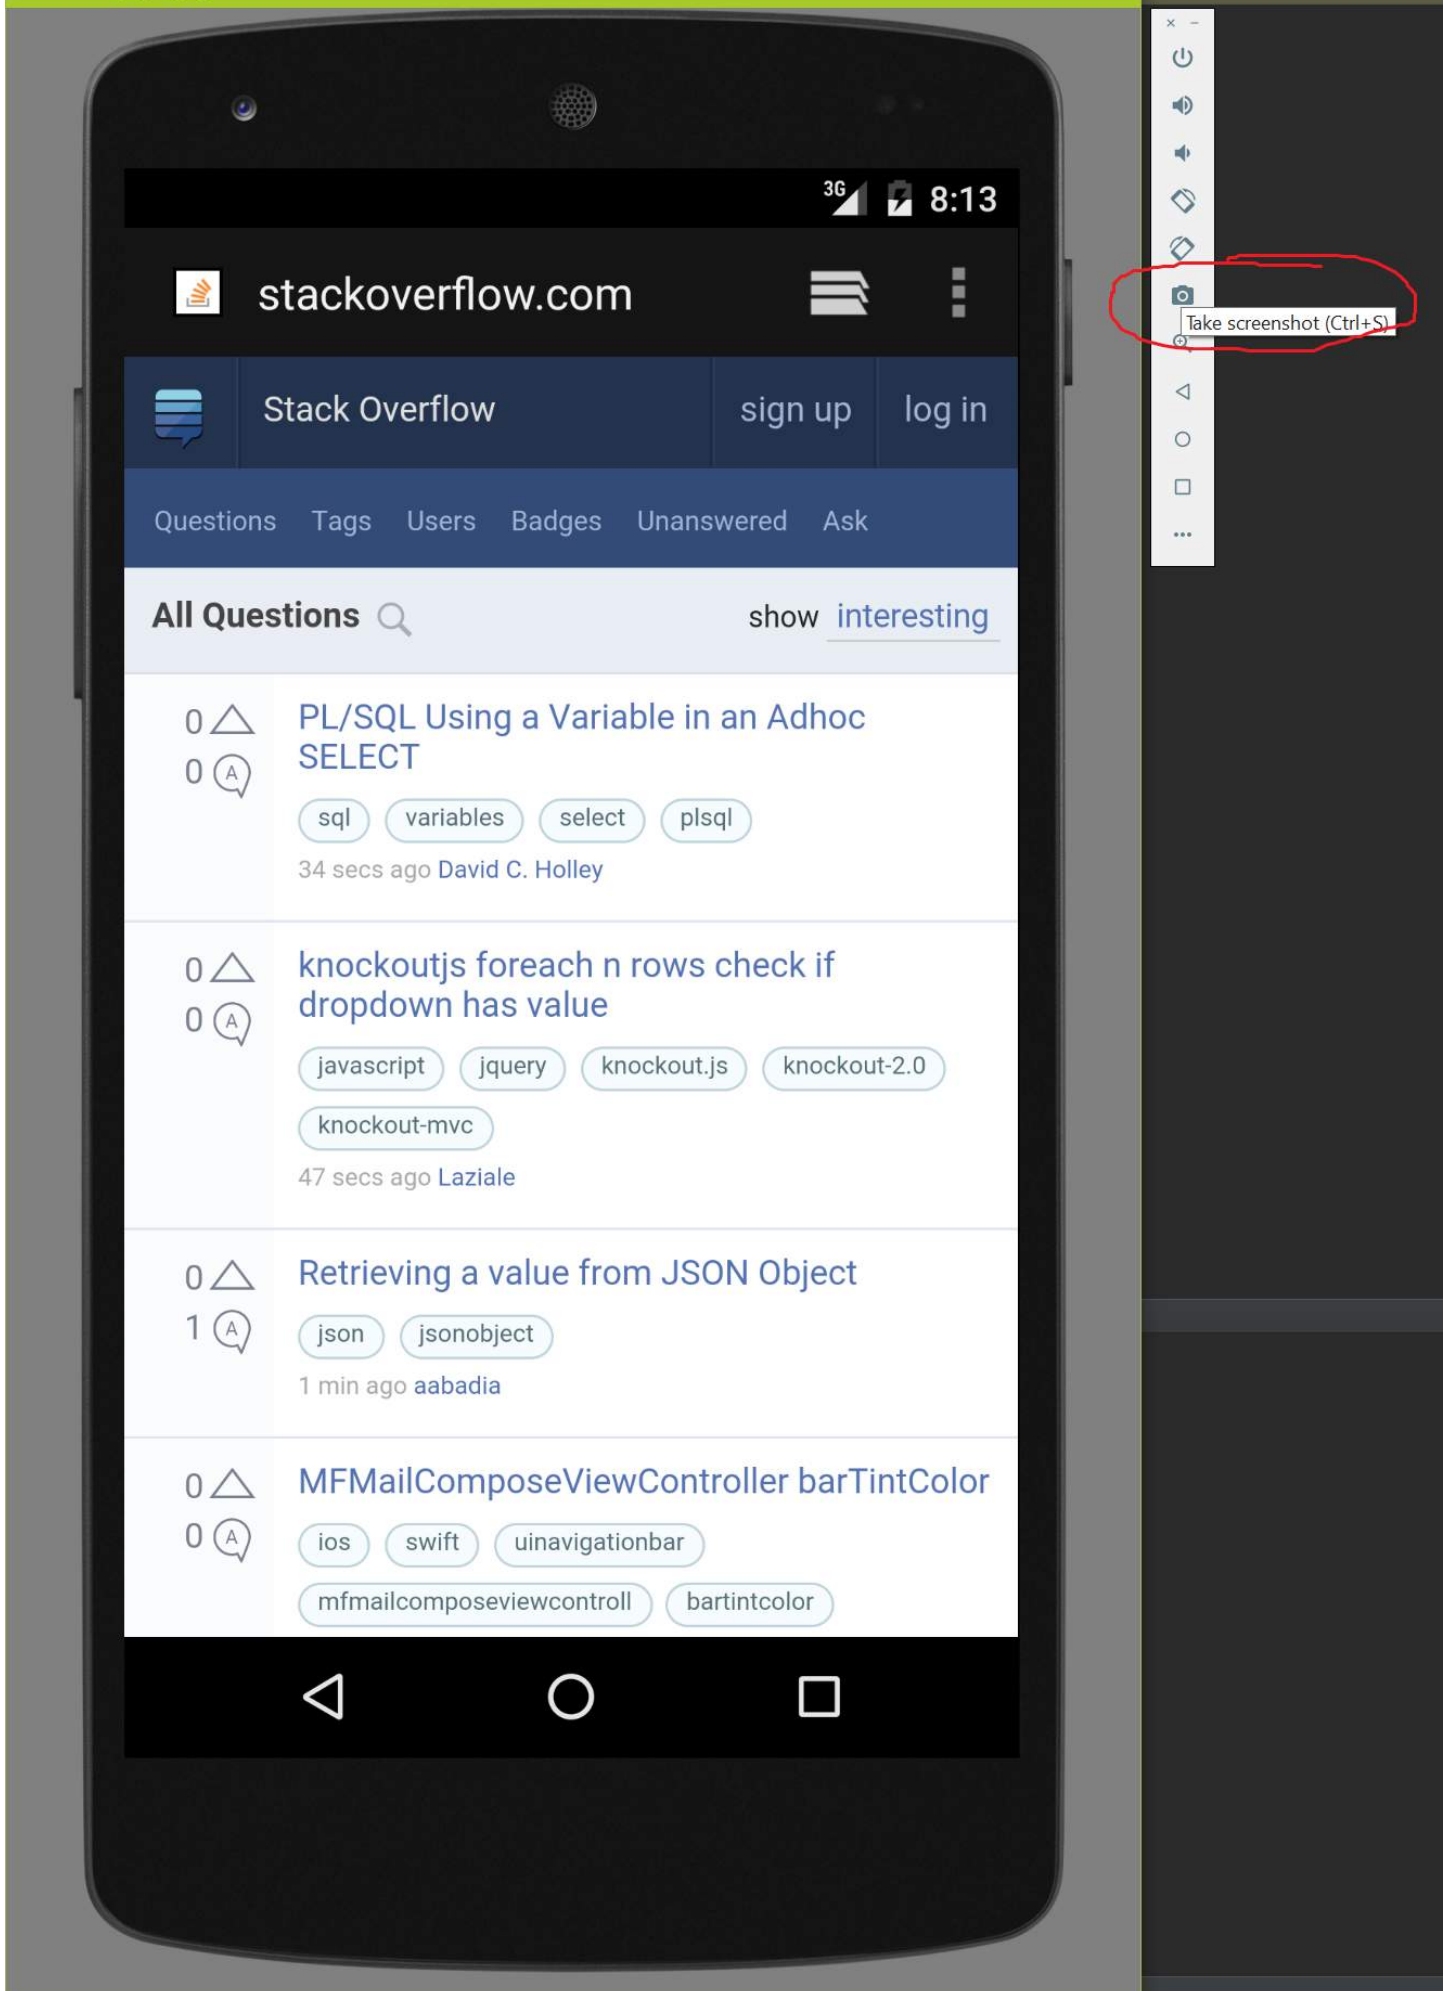 3G 8:13
stackoverflow.com
Take screenshot (Ctrl+S)
Stack Overflow sign up log in
Questions Tags Users Badges Unanswered Ask
All Questions show interesting
0 PL/SQL Using a Variable in an Adhoc
SELECT
0 A
sql variables select plsql
34 secs ago David C. Holley
0 knockoutjs foreach n rows check if
dropdown has value
0 A
javascript jquery knockout.js knockout-2.0
knockout-mvc
47 secs ago Laziale
0 Retrieving a value from JSON Object
1 A
json jsonobject
1 min ago aabadia
0 MFMailComposeViewController barTintColor
0 A
ios swift uinavigationbar
mfmailcomposeviewcontroll bartintcolor